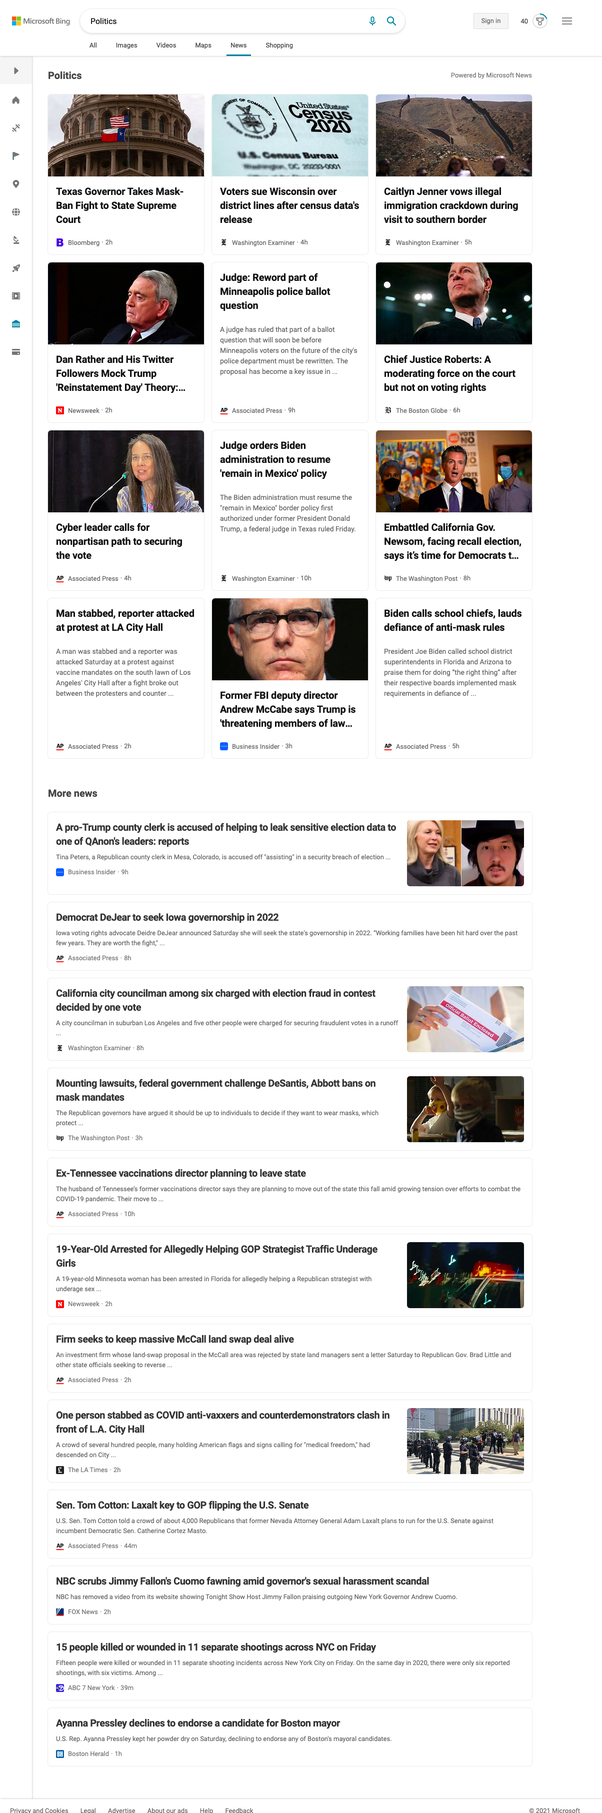 Microsoft Bing
Politics
Sign in
40
All Images Videos Maps News Shopping
Politics
Powered by Microsoft News
United States®
Census
2020
U.S. Census Bureau
Washington, DC 20233-0001
Texas Governor Takes Mask-
Ban Fight to State Supreme
Court
Bloomberg · 2h
Voters sue Wisconsin over
district lines after census data's
release
Washington Examiner · 4h
Caitlyn Jenner vows illegal
immigration crackdown during
visit to southern border
Washington Examiner · 5h
Dan Rather and His Twitter
Followers Mock Trump
'Reinstatement Day' Theory:...
Newsweek · 2h
Judge: Reword part of
Minneapolis police ballot
question
A judge has ruled that part of a ballot
question that will soon be before
Minneapolis voters on the future of the city's
police department must be rewritten. The
proposal has become a key issue in ...
AP Associated Press · 9h
Chief Justice Roberts: A
moderating force on the court
but not on voting rights
The Boston Globe · 6h
Cyber leader calls for
nonpartisan path to securing
the vote
AP Associated Press · 4h
Judge orders Biden
administration to resume
'remain in Mexico' policy
The Biden administration must resume the
"remain in Mexico" border policy first
authorized under former President Donald
Trump, a federal judge in Texas ruled Friday.
Washington Examiner · 10h
Embattled California Gov.
Newsom, facing recall election,
says it's time for Democrats t...
wp The Washington Post · 8h
Man stabbed, reporter attacked
at protest at LA City Hall
A man was stabbed and a reporter was
attacked Saturday at a protest against
vaccine mandates on the south lawn of Los
Angeles' City Hall after a fight broke out
between the protesters and counter ...
AP Associated Press · 2h
Former FBI deputy director
Andrew McCabe says Trump is
'threatening members of law...
Business Insider · 3h
Biden calls school chiefs, lauds
defiance of anti-mask rules
President Joe Biden called school district
superintendents in Florida and Arizona to
praise them for doing "the right thing" after
their respective boards implemented mask
requirements in defiance of ...
AP Associated Press · 5h
More news
A pro-Trump county clerk is accused of helping to leak sensitive election data to
one of QAnon's leaders: reports
Tina Peters, a Republican county clerk in Mesa, Colorado, is accused off "assisting" in a security breach of election ...
Business Insider · 9h
Democrat DeJear to seek Iowa governorship in 2022
Iowa voting rights advocate Deidre DeJear announced Saturday she will seek the state's governorship in 2022. "Working families have been hit hard over the past
few years. They are worth the fight," ...
AP Associated Press · 8h
California city councilman among six charged with election fraud in contest
decided by one vote
A city councilman in suburban Los Angeles and five other people were charged for securing fraudulent votes in a runoff
...
Washington Examiner · 8h
Mounting lawsuits, federal government challenge DeSantis, Abbott bans on
mask mandates
The Republican governors have argued it should be up to individuals to decide if they want to wear masks, which
protect ...
wp The Washington Post · 3h
Ex-Tennessee vaccinations director planning to leave state
The husband of Tennessee's former vaccinations director says they are planning to move out of the state this fall amid growing tension over efforts to combat the
COVID-19 pandemic. Their move to ...
AP Associated Press · 10h
19-Year-Old Arrested for Allegedly Helping GOP Strategist Traffic Underage
Girls
A 19-year-old Minnesota woman has been arrested in Florida for allegedly helping a Republican strategist with
underage sex ...
Newsweek · 2h
Firm seeks to keep massive McCall land swap deal alive
An investment firm whose land-swap proposal in the McCall area was rejected by state land managers sent a letter Saturday to Republican Gov. Brad Little and
other state officials seeking to reverse ...
AP Associated Press · 2h
One person stabbed as COVID anti-vaxxers and counterdemonstrators clash in
front of L.A. City Hall
A crowd of several hundred people, many holding American flags and signs calling for "medical freedom," had
descended on City ...
The LA Times · 2h
Sen. Tom Cotton: Laxalt key to GOP flipping the U.S. Senate
U.S. Sen. Tom Cotton told a crowd of about 4,000 Republicans that former Nevada Attorney General Adam Laxalt plans to run for the U.S. Senate against
incumbent Democratic Sen. Catherine Cortez Masto.
AP Associated Press · 44m
NBC scrubs Jimmy Fallon's Cuomo fawning amid governor's sexual harassment scandal
NBC has removed a video from its website showing Tonight Show Host Jimmy Fallon praising outgoing New York Governor Andrew Cuomo.
FOX News · 2h
15 people killed or wounded in 11 separate shootings across NYC on Friday
Fifteen people were killed or wounded in 11 separate shooting incidents across New York City on Friday. On the same day in 2020, there were only six reported
shootings, with six victims. Among ...
ABC 7 New York · 39m
Ayanna Pressley declines to endorse a candidate for Boston mayor
U.S. Rep. Ayanna Pressley kept her powder dry on Saturday, declining to endorse any of Boston's mayoral candidates.
Boston Herald · 1h
Privacy and Cookies Legal Advertise About our ads Help Feedback
© 2021 Microsoft